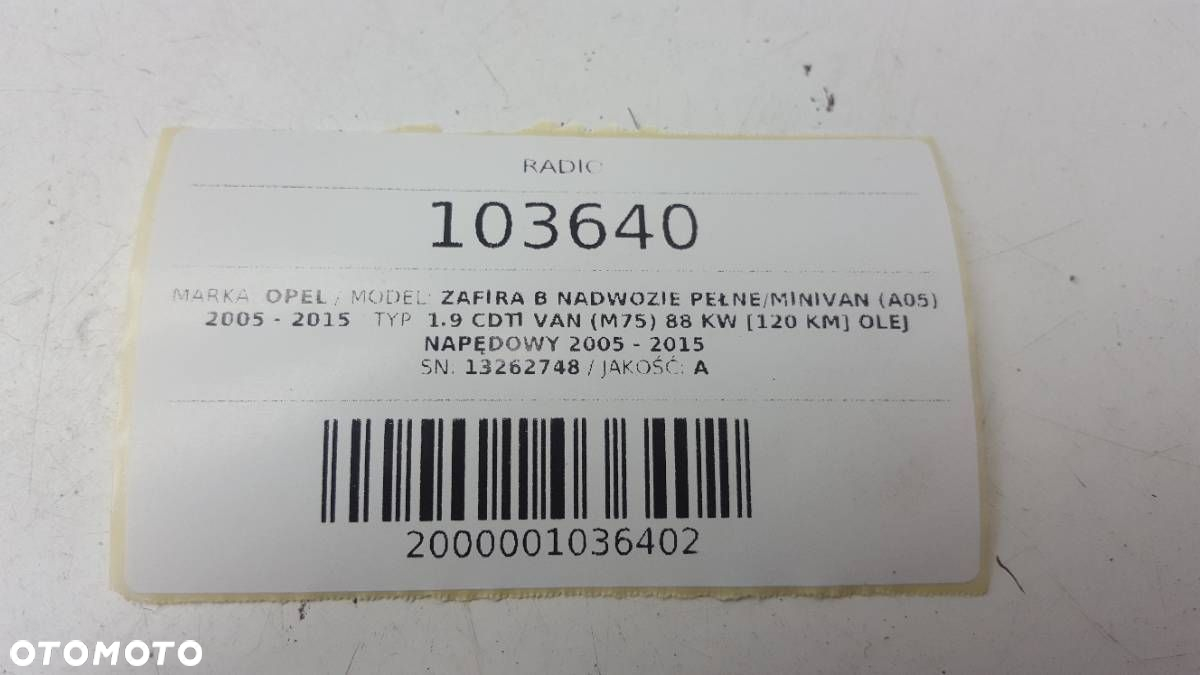 RADIO
103640
MARKA: OPEL / MODEL: ZAFIRA B NADWOZIE PEŁNE/MINIVAN (A05)
2005 - 2015 / TYP: 1.9 CDTI VAN (M75) 88 KW [120 KM] OLEJ
NAPĘDOWY 2005 - 2015
SN: 13262748 / JAKOŚĆ: A
2000001036402
OTOMOTO